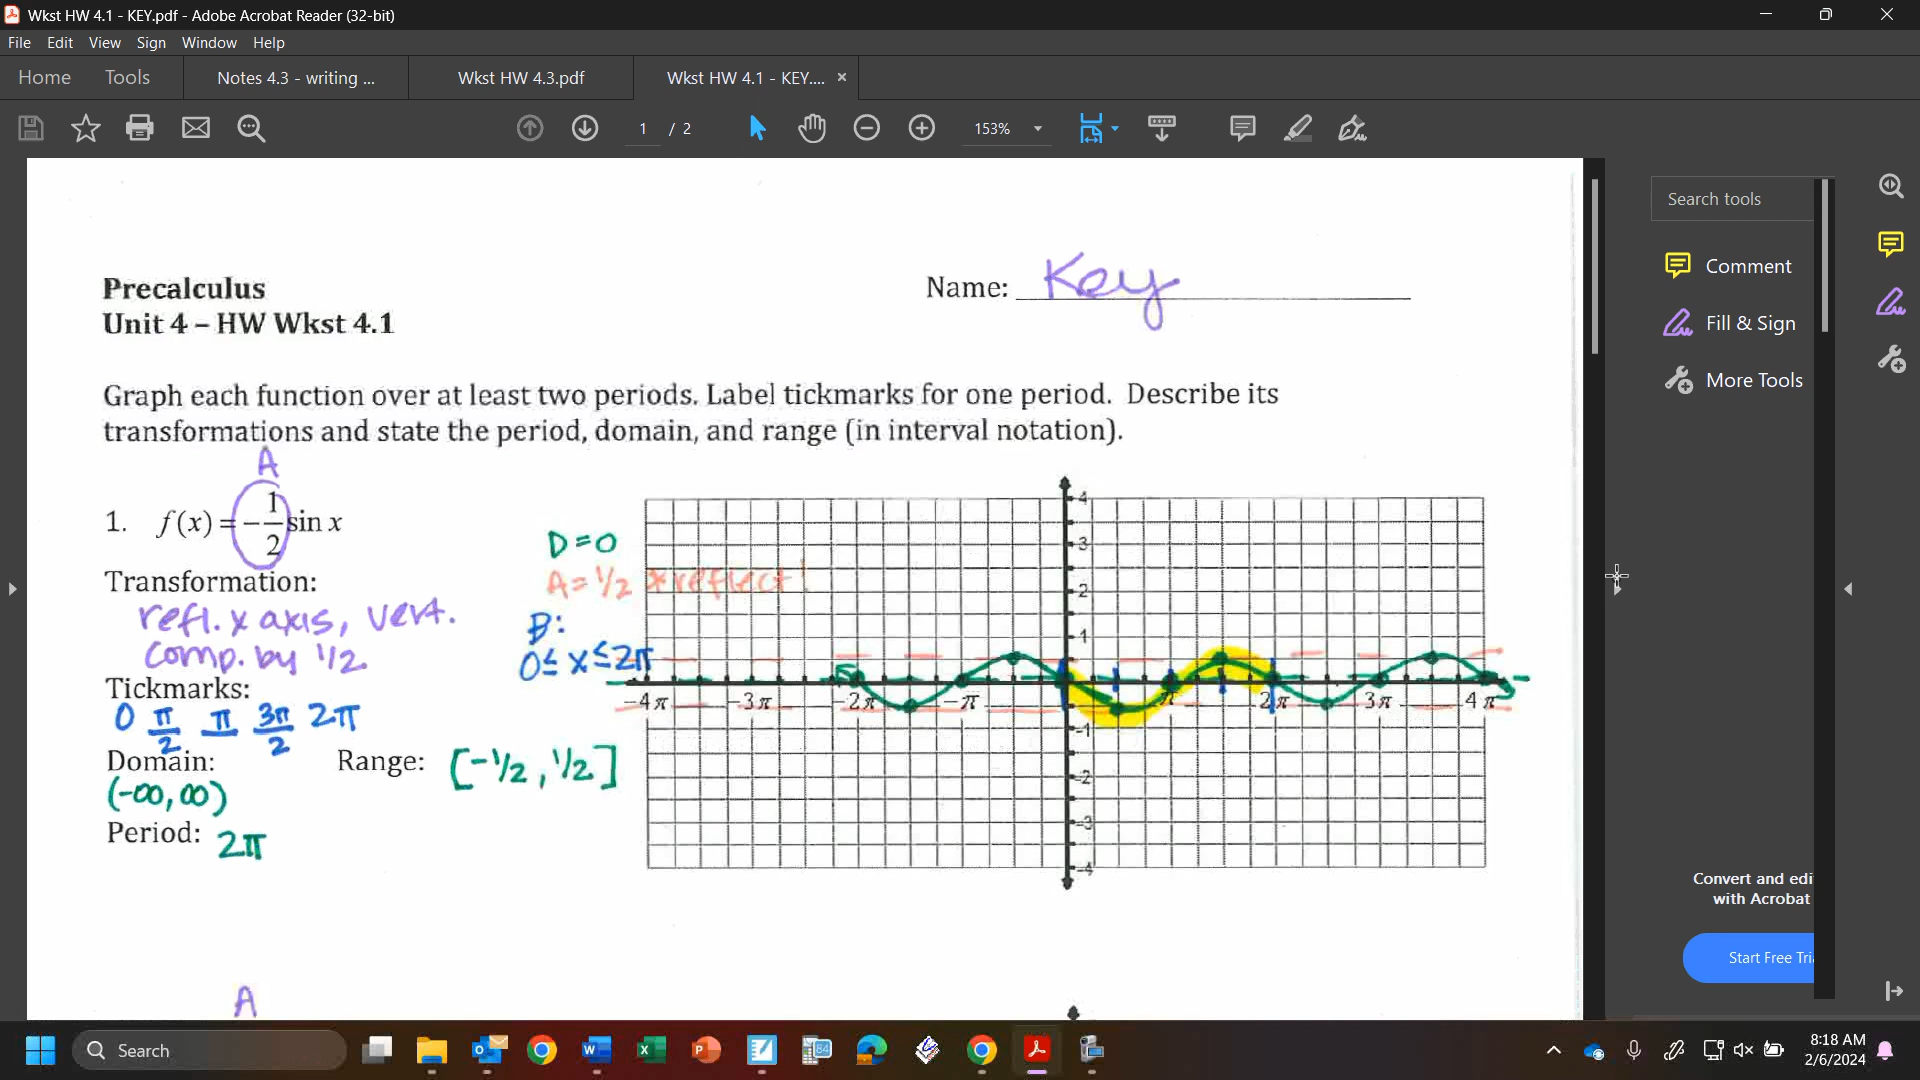 Wkst HW 4.1 - KEY.pdf - Adobe Acrobat Reader (32-bit)
File Edit View Sign Window Help
Home Tools Notes 4.3 - writing ... Wkst HW 4.3.pdf Wkst HW 4.1 - KEY....
1 / 2 153%
Search tools
Comment
Fill & Sign
More Tools
Convert and edi
with Acrobat
Start Free Tri
Precalculus
Unit 4 – HW Wkst 4.1
Name: Key
Graph each function over at least two periods. Label tickmarks for one period. Describe its
transformations and state the period, domain, and range (in interval notation).
A
1. f(x) = -1/2 sin x
Transformation:
refl. x axis, vert.
comp. by 1/2.
Tickmarks:
0 π/2 π 3π/2 2π
Domain: Range: [-1/2, 1/2]
(-∞, ∞)
Period: 2π
D = 0
A = 1/2 * reflect!
B:
0 ≤ x ≤ 2π
4
3
2
1
-4π -3π -2π -π π 2π 3π 4π
-1
-2
-3
-4
A
Search
84
8:18 AM
2/6/2024